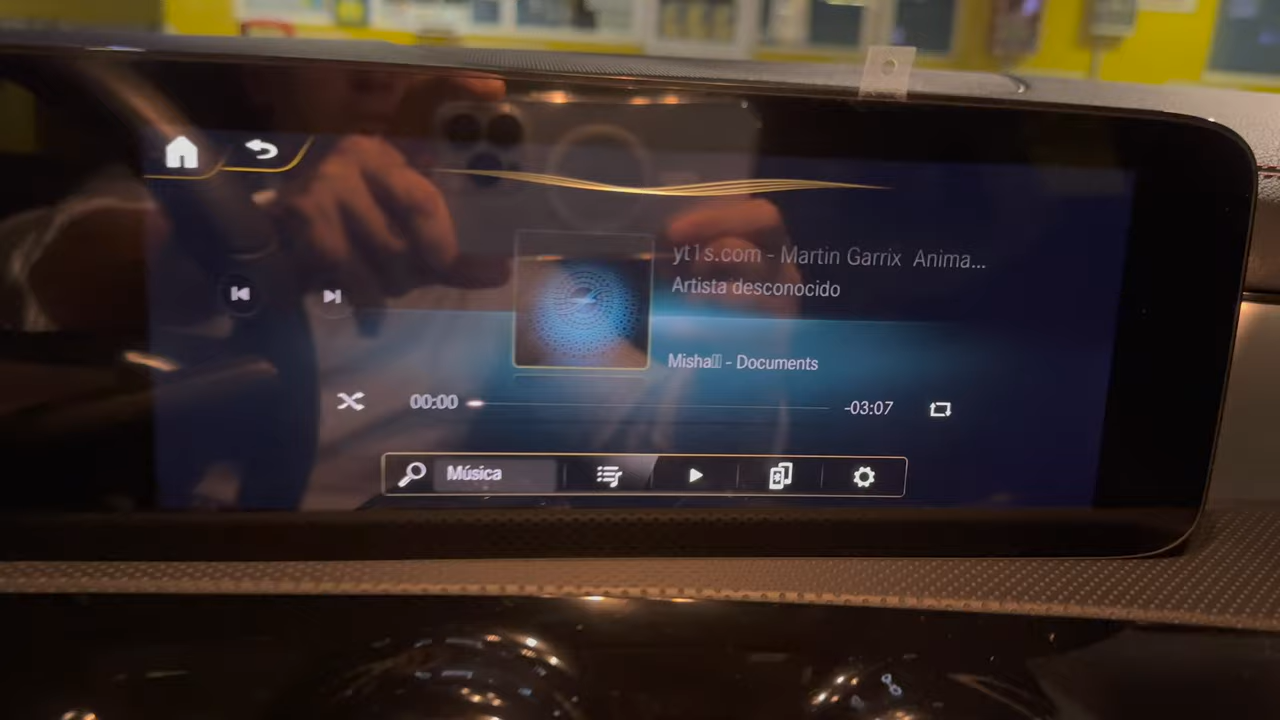 yt1s.com - Martin Garrix Anima...
Artista desconocido
Misha▯▯ - Documents
00:00
-03:07
Música